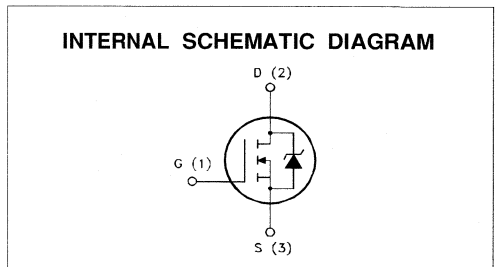 INTERNAL SCHEMATIC DIAGRAM
D (2)
G (1)
S (3)